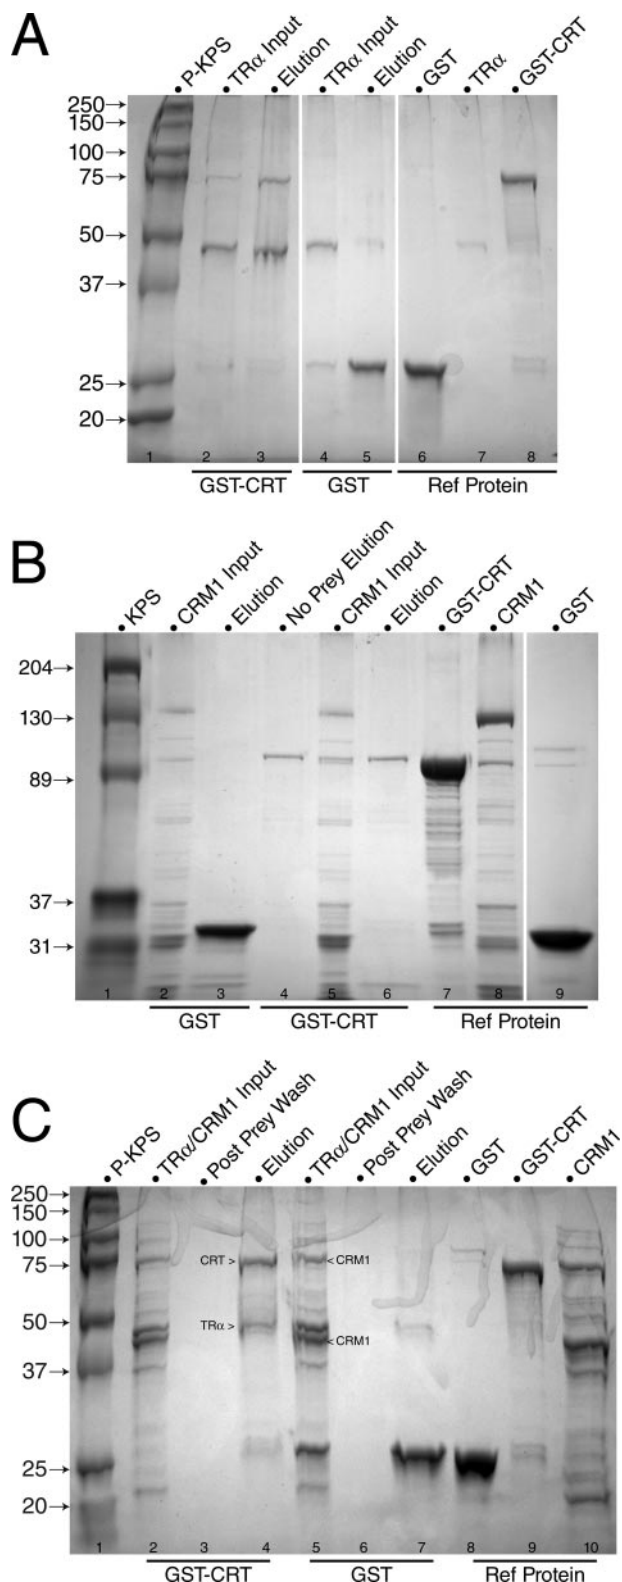 A
P-KPS TRα Input Elution TRα Input Elution GST TRα GST-CRT
250→
150→
100→
75→
50→
37→
25→
20→
1 2 3 4 5 6 7 8
GST-CRT GST Ref Protein
B
KPS CRM1 Input Elution No Prey Elution CRM1 Input Elution GST-CRT CRM1 GST
204→
130→
89→
37→
31→
1 2 3 4 5 6 7 8 9
GST GST-CRT Ref Protein
C
P-KPS TRα/CRM1 Input Post Prey Wash Elution TRα/CRM1 Input Post Prey Wash Elution GST GST-CRT CRM1
250→
150→
100→
75→ CRT > < CRM1
50→ TRα > < CRM1
37→
25→
20→
1 2 3 4 5 6 7 8 9 10
GST-CRT GST Ref Protein